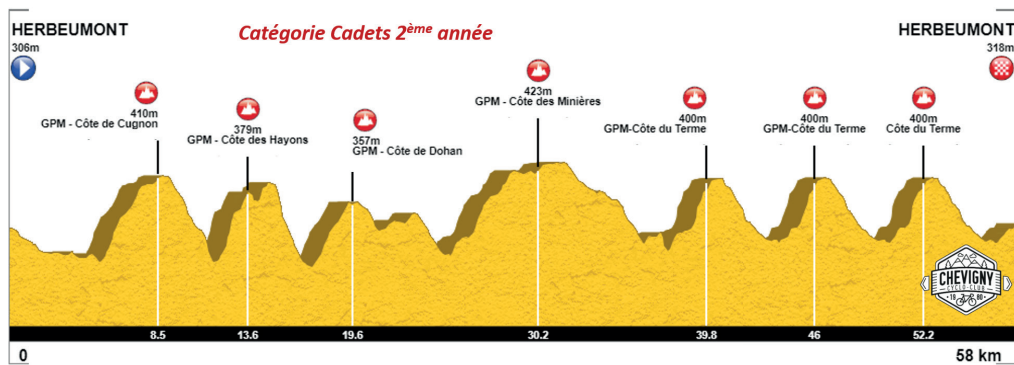 Catégorie Cadets 2ème année
HERBEUMONT
306m
HERBEUMONT
318m
410m
GPM - Côte de Cugnon
379m
GPM - Côte des Hayons
357m
GPM - Côte de Dohan
423m
GPM - Côte des Minières
400m
GPM-Côte du Terme
400m
GPM-Côte du Terme
400m
Côte du Terme
CHEVIGNY
CYCLO-CLUB
19 80
8.5 13.6 19.6 30.2 39.8 46 52.2
0 58 km